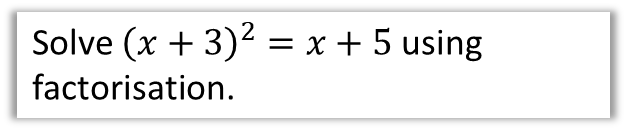 Solve (𝑥 + 3)² = 𝑥 + 5 using
factorisation.